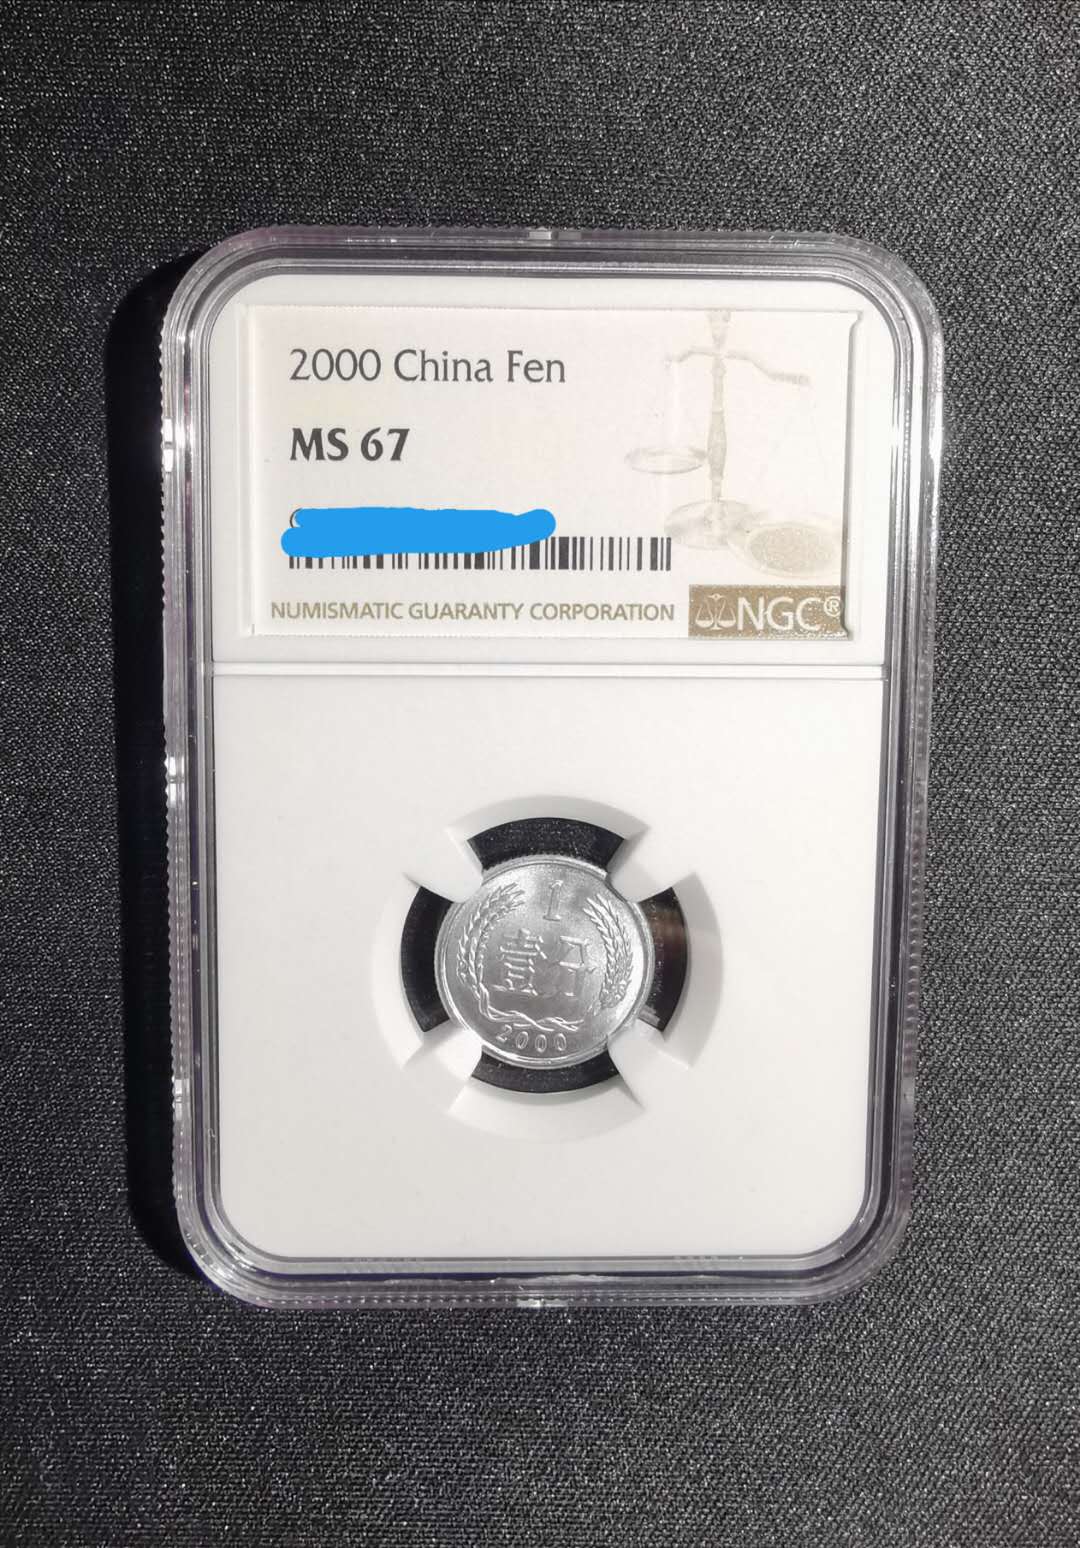 2000 China Fen
MS 67
NUMISMATIC GUARANTY CORPORATION
NGC®
1
壹分
2000